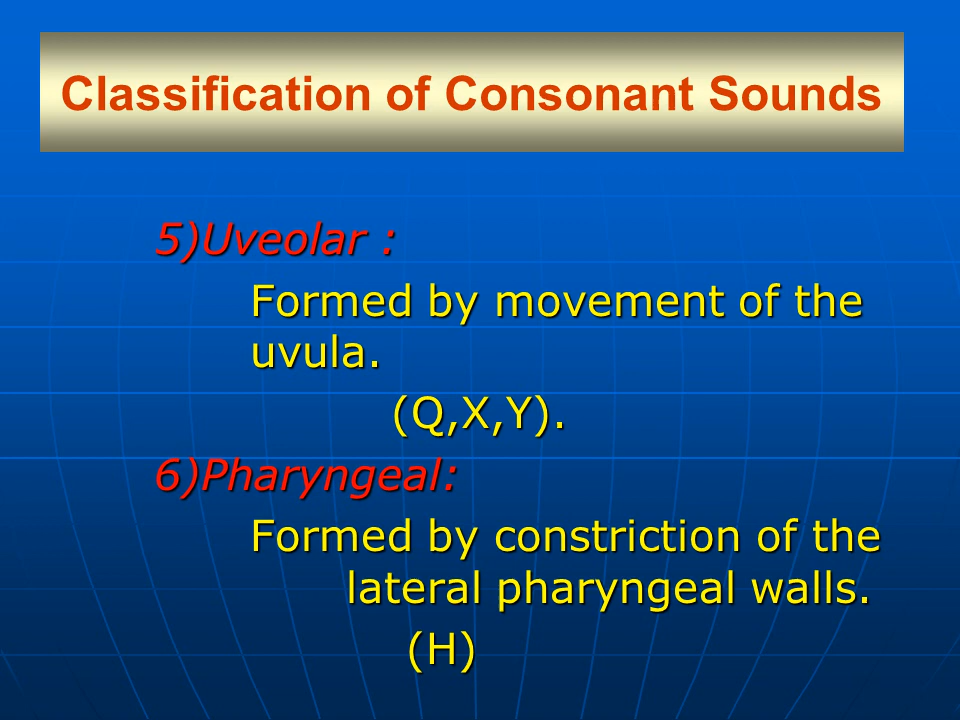 Classification of Consonant Sounds
5)Uveolar :
Formed by movement of the
uvula.
(Q,X,Y).
6)Pharyngeal:
Formed by constriction of the
lateral pharyngeal walls.
(H)